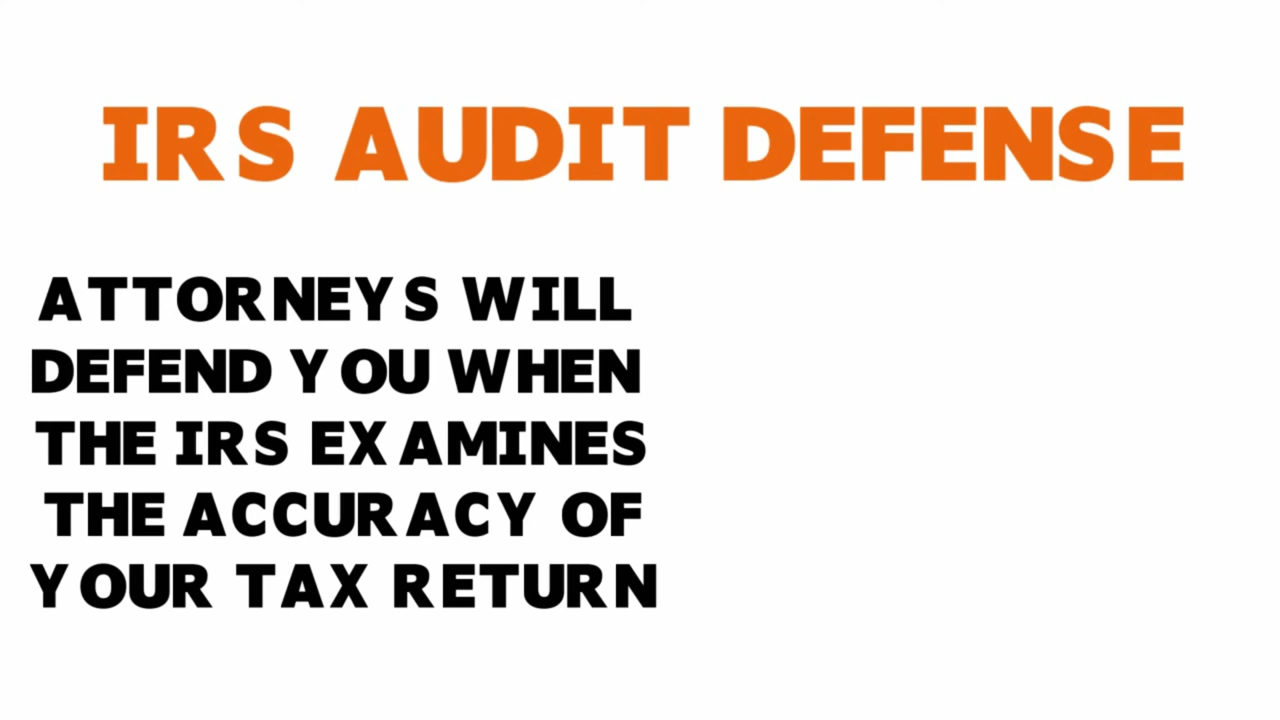 IRS AUDIT DEFENSE
ATTORNEYS WILL
DEFEND YOU WHEN
THE IRS EXAMINES
THE ACCURACY OF
YOUR TAX RETURN